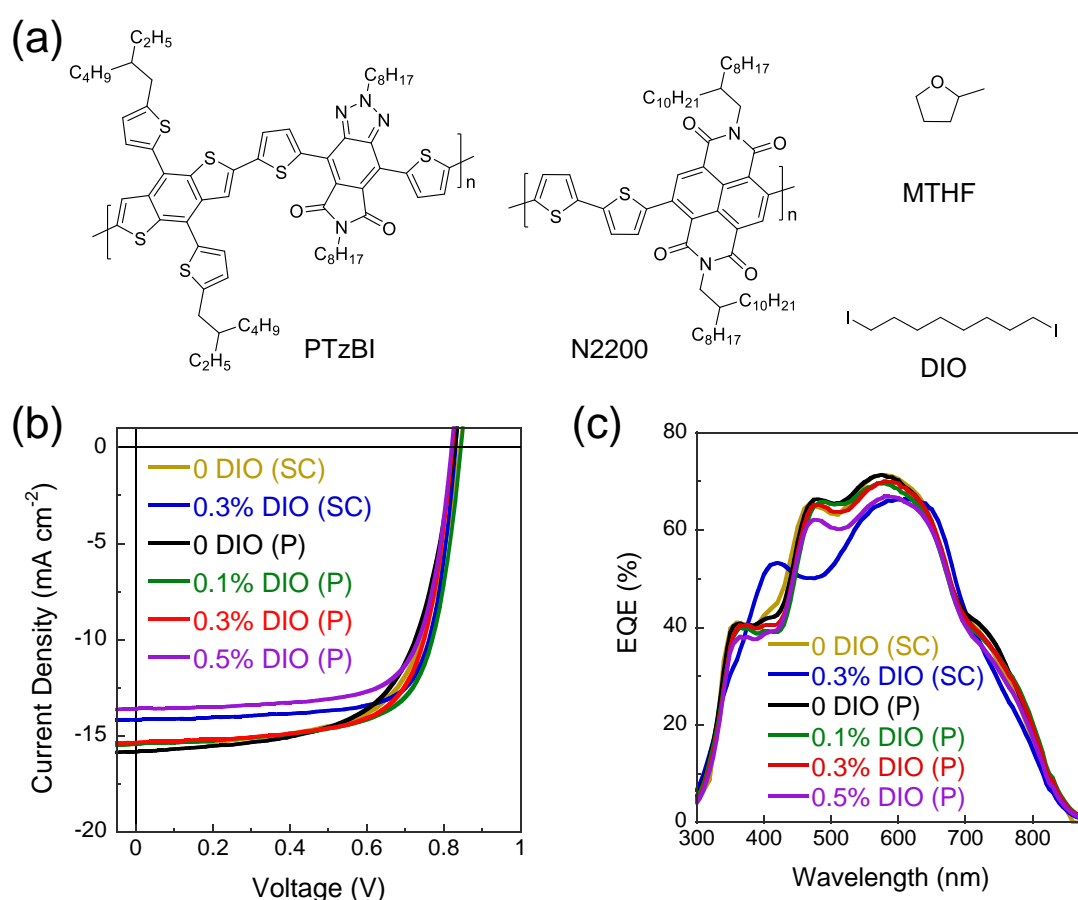 (a)
C2H5
C4H9
S
S
S
C8H17
N
N
N
S
n
O
N
O
C8H17
S
S
C4H9
C2H5
PTzBI
C8H17
C10H21
O
N
O
S
S
n
O
N
O
C10H21
C8H17
N2200
O
MTHF
I
I
DIO
(b)
0 DIO (SC)
0.3% DIO (SC)
0 DIO (P)
0.1% DIO (P)
0.3% DIO (P)
0.5% DIO (P)
0
-5
-10
-15
-20
0
0.2
0.4
0.6
0.8
1
Current Density (mA cm-2)
Voltage (V)
(c)
80
60
40
20
0
300
400
500
600
700
800
EQE (%)
Wavelength (nm)
0 DIO (SC)
0.3% DIO (SC)
0 DIO (P)
0.1% DIO (P)
0.3% DIO (P)
0.5% DIO (P)